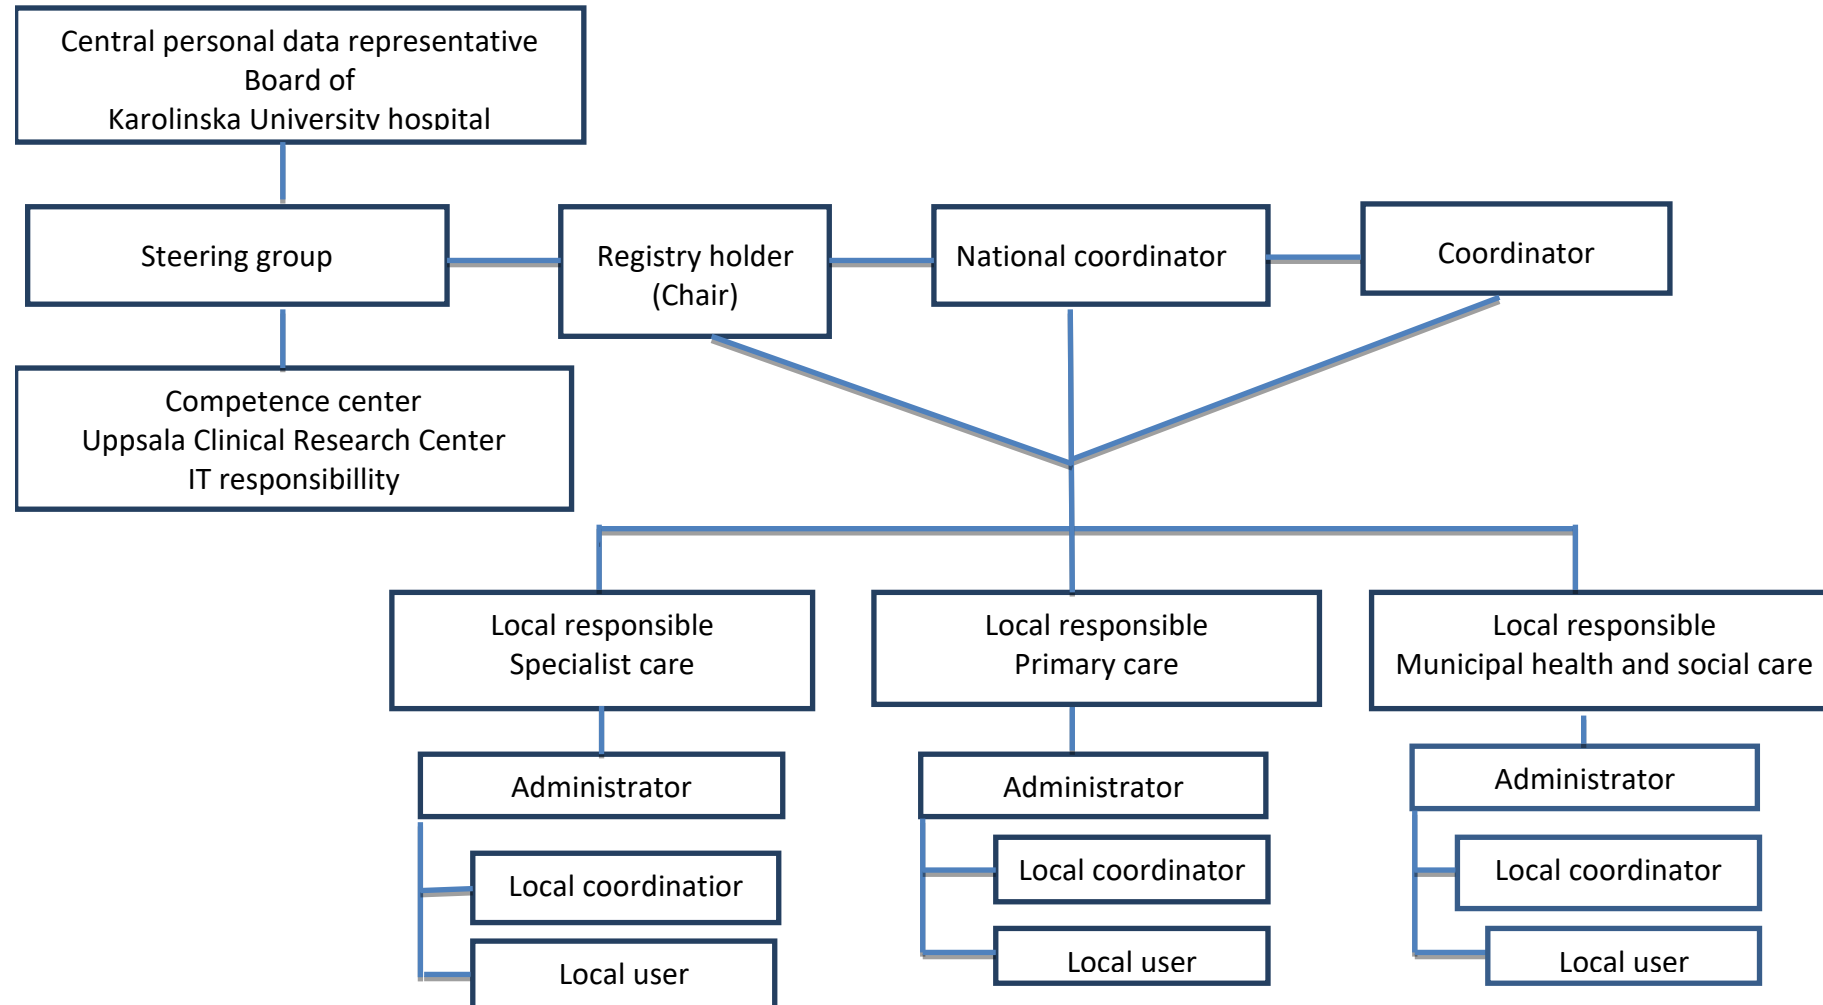 Central personal data representative
Board of
Karolinska University hospital
Steering group
Registry holder
(Chair)
National coordinator
Coordinator
Competence center
Uppsala Clinical Research Center
IT responsibillity
Local responsible
Specialist care
Local responsible
Primary care
Local responsible
Municipal health and social care
Administrator
Administrator
Administrator
Local coordinatior
Local coordinator
Local coordinator
Local user
Local user
Local user